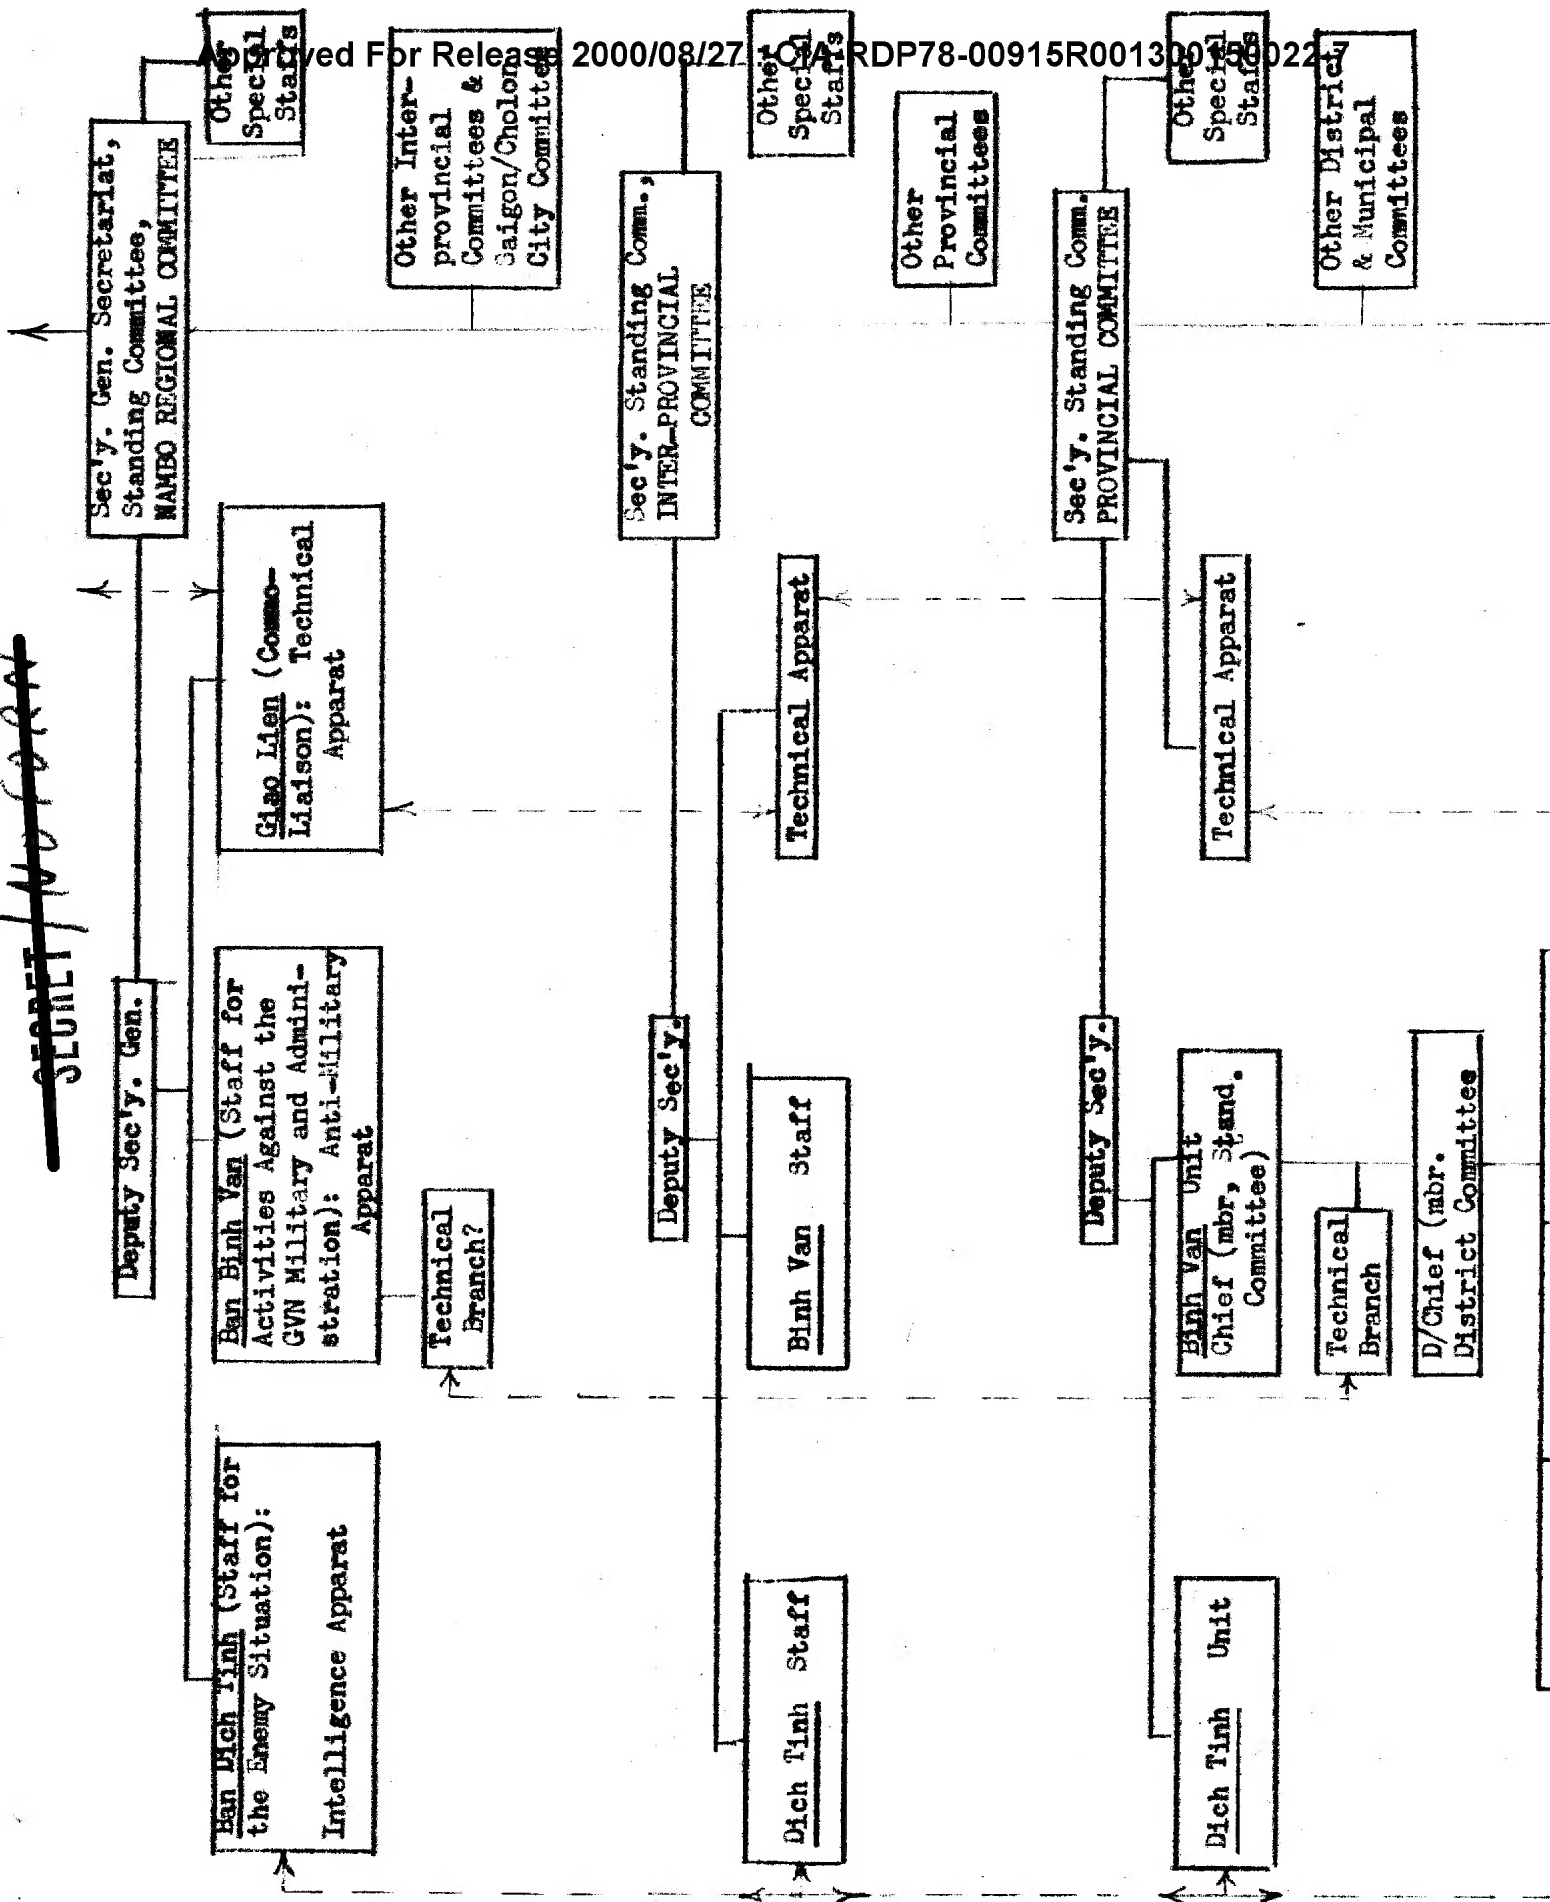 Approved For Release 2000/08/27 : CIA-RDP78-00915R001300150022-7
SECRET / NOFORN
Sec'y. Gen. Secretariat,
Standing Committee,
NAMBO REGIONAL COMMITTEE
Other
Special
Staffs
Deputy Sec'y. Gen.
Ban Dich Tinh (Staff for
the Enemy Situation):
Intelligence Apparat
Ban Binh Van (Staff for
Activities Against the
GVN Military and Admini-
stration): Anti-Military
Apparat
Giao Lien (Commo-
Liaison): Technical
Apparat
Technical
Branch?
Other Inter-
provincial
Committees &
Saigon/Cholon
City Committee
Sec'y. Standing Comm.,
INTER-PROVINCIAL
COMMITTEE
Other
Special
Staffs
Deputy Sec'y.
Dich Tinh Staff
Binh Van Staff
Technical Apparat
Other
Provincial
Committees
Sec'y. Standing Comm.
PROVINCIAL COMMITTEE
Other
Special
Staffs
Deputy Sec'y.
Dich Tinh Unit
Binh Van Unit
Chief (mbr, Stand.
Committee)
Technical Apparat
Technical
Branch
Other District
& Municipal
Committees
D/Chief (mbr.
District Committee